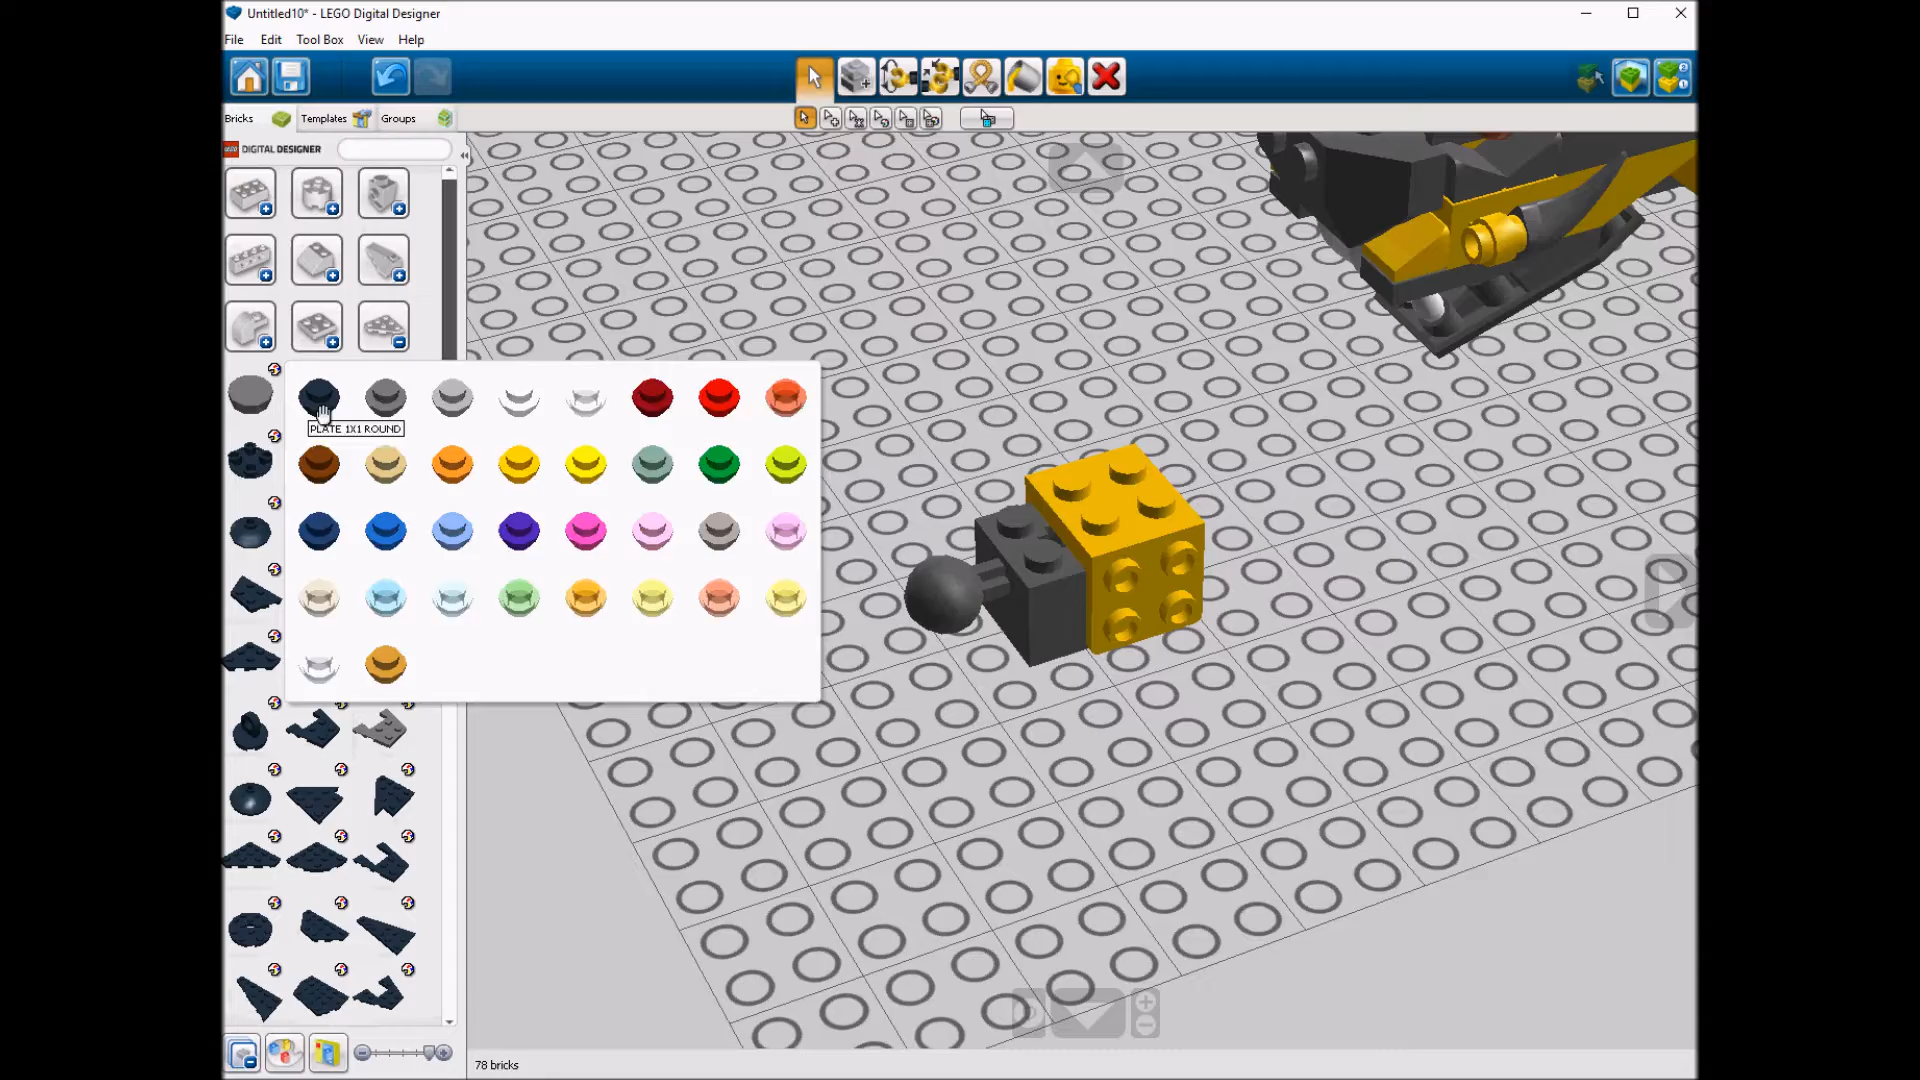 Untitled10* - LEGO Digital Designer
File Edit Tool Box View Help
Bricks Templates Groups
LEGO DIGITAL DESIGNER
PLATE 1X1 ROUND
78 bricks